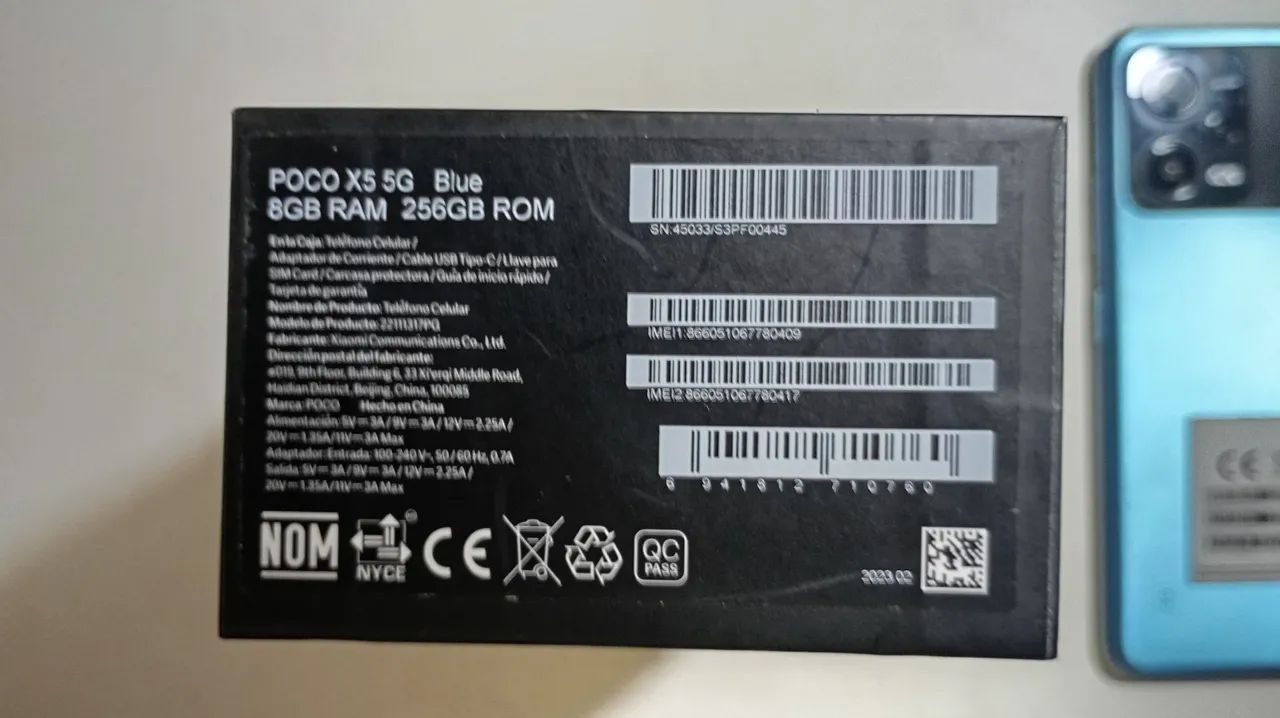 POCO X5 5G Blue
8GB RAM 256GB ROM
En la Caja: Teléfono Celular /
Adaptador de Corriente / Cable USB Tipo-C / Llave para
SIM Card / Carcasa protectora / Guía de inicio rápido /
Tarjeta de garantía
Nombre de Producto: Teléfono Celular
Modelo de Producto: 22111317PG
Fabricante: Xiaomi Communications Co., Ltd.
Dirección postal del fabricante:
#019, 9th Floor, Building 6, 33 Xi'erqi Middle Road,
Haidian District, Beijing, China, 100085
Marca: POCO Hecho en China
Alimentación: 5V⎓3A / 9V⎓3A / 12V⎓2.25A /
20V⎓1.35A/11V⎓3A Max
Adaptador: Entrada: 100-240 V~, 50 / 60 Hz, 0.7A
Salida: 5V⎓3A / 9V⎓3A / 12V⎓2.25A /
20V⎓1.35A/11V⎓3A Max
NOM
NYCE
CE
QC
PASS
SN:45033/S3PF00445
IMEI1:866051067780409
IMEI2:866051067780417
6 941812 710760
2023.02
CE